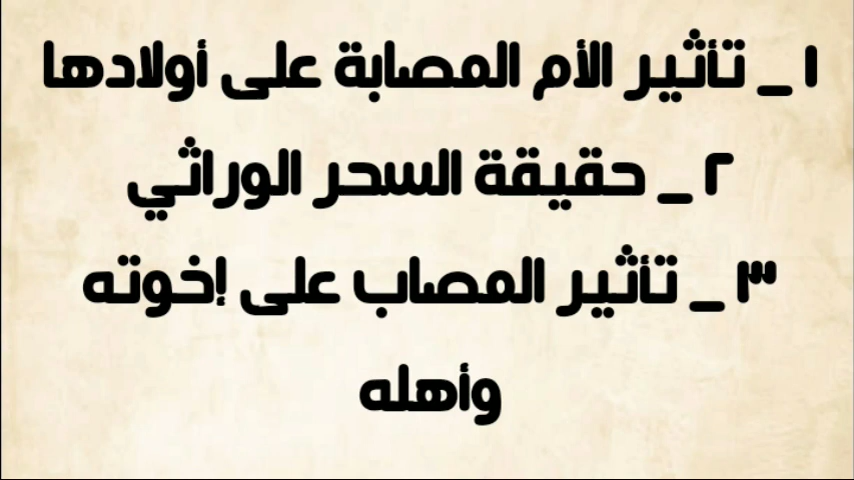 ١ _ تأثير الأم المصابة على أولادها
٢ _ حقيقة السحر الوراثي
٣ _ تأثير المصاب على إخوته
وأهله